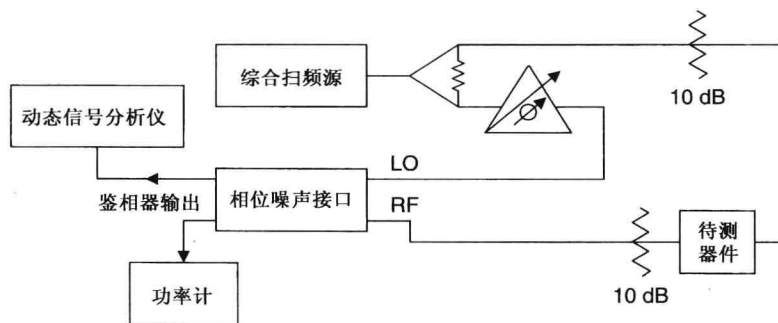 综合扫频源
10 dB
动态信号分析仪
LO
鉴相器输出
相位噪声接口
RF
待测
器件
功率计
10 dB